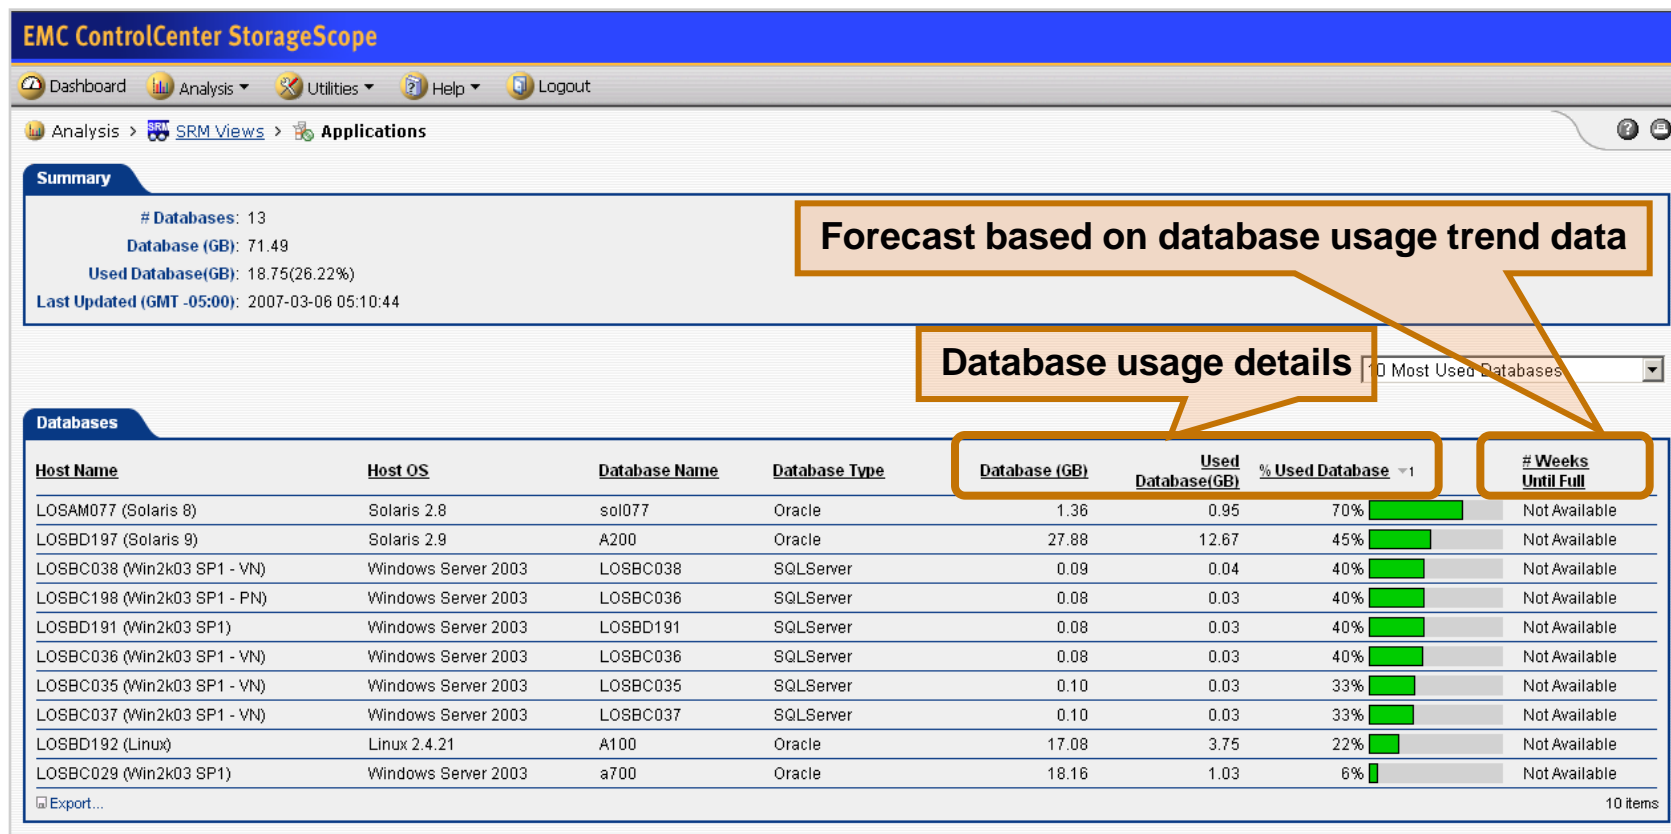 EMC ControlCenter StorageScope
Dashboard Analysis Utilities Help Logout
Analysis > SRM SRM Views > Applications
Summary
# Databases: 13
Database (GB): 71.49
Used Database(GB): 18.75(26.22%)
Last Updated (GMT -05:00): 2007-03-06 05:10:44
Forecast based on database usage trend data
Database usage details
10 Most Used Databases
Databases
Host Name Host OS Database Name Database Type Database (GB) Used Database(GB) % Used Database 1 # Weeks Until Full
LOSAM077 (Solaris 8) Solaris 2.8 sol077 Oracle 1.36 0.95 70% Not Available
LOSBD197 (Solaris 9) Solaris 2.9 A200 Oracle 27.88 12.67 45% Not Available
LOSBC038 (Win2k03 SP1 - VN) Windows Server 2003 LOSBC038 SQLServer 0.09 0.04 40% Not Available
LOSBC198 (Win2k03 SP1 - PN) Windows Server 2003 LOSBC036 SQLServer 0.08 0.03 40% Not Available
LOSBD191 (Win2k03 SP1) Windows Server 2003 LOSBD191 SQLServer 0.08 0.03 40% Not Available
LOSBC036 (Win2k03 SP1 - VN) Windows Server 2003 LOSBC036 SQLServer 0.08 0.03 40% Not Available
LOSBC035 (Win2k03 SP1 - VN) Windows Server 2003 LOSBC035 SQLServer 0.10 0.03 33% Not Available
LOSBC037 (Win2k03 SP1 - VN) Windows Server 2003 LOSBC037 SQLServer 0.10 0.03 33% Not Available
LOSBD192 (Linux) Linux 2.4.21 A100 Oracle 17.08 3.75 22% Not Available
LOSBC029 (Win2k03 SP1) Windows Server 2003 a700 Oracle 18.16 1.03 6% Not Available
Export... 10 items